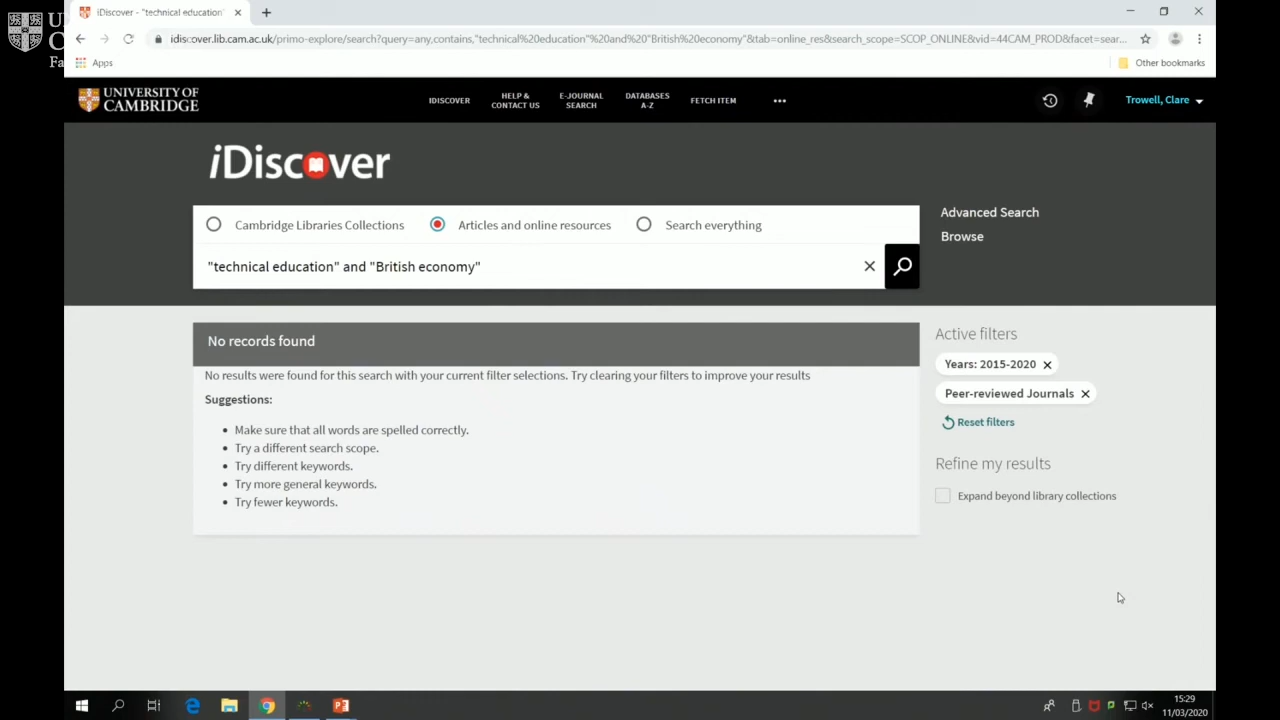 iDiscover - "technical education"
idiscover.lib.cam.ac.uk/primo-explore/search?query=any,contains,"technical%20education"%20and%20"British%20economy"&tab=online_res&search_scope=SCOP_ONLINE&vid=44CAM_PROD&facet=sear...
Apps
Other bookmarks
UNIVERSITY OF
CAMBRIDGE
IDISCOVER
HELP &
CONTACT US
E-JOURNAL
SEARCH
DATABASES
A-Z
FETCH ITEM
Trowell, Clare
iDiscover
Cambridge Libraries Collections
Articles and online resources
Search everything
"technical education" and "British economy"
Advanced Search
Browse
No records found
No results were found for this search with your current filter selections. Try clearing your filters to improve your results
Suggestions:
Make sure that all words are spelled correctly.
Try a different search scope.
Try different keywords.
Try more general keywords.
Try fewer keywords.
Active filters
Years: 2015-2020
Peer-reviewed Journals
Reset filters
Refine my results
Expand beyond library collections
15:29
11/03/2020